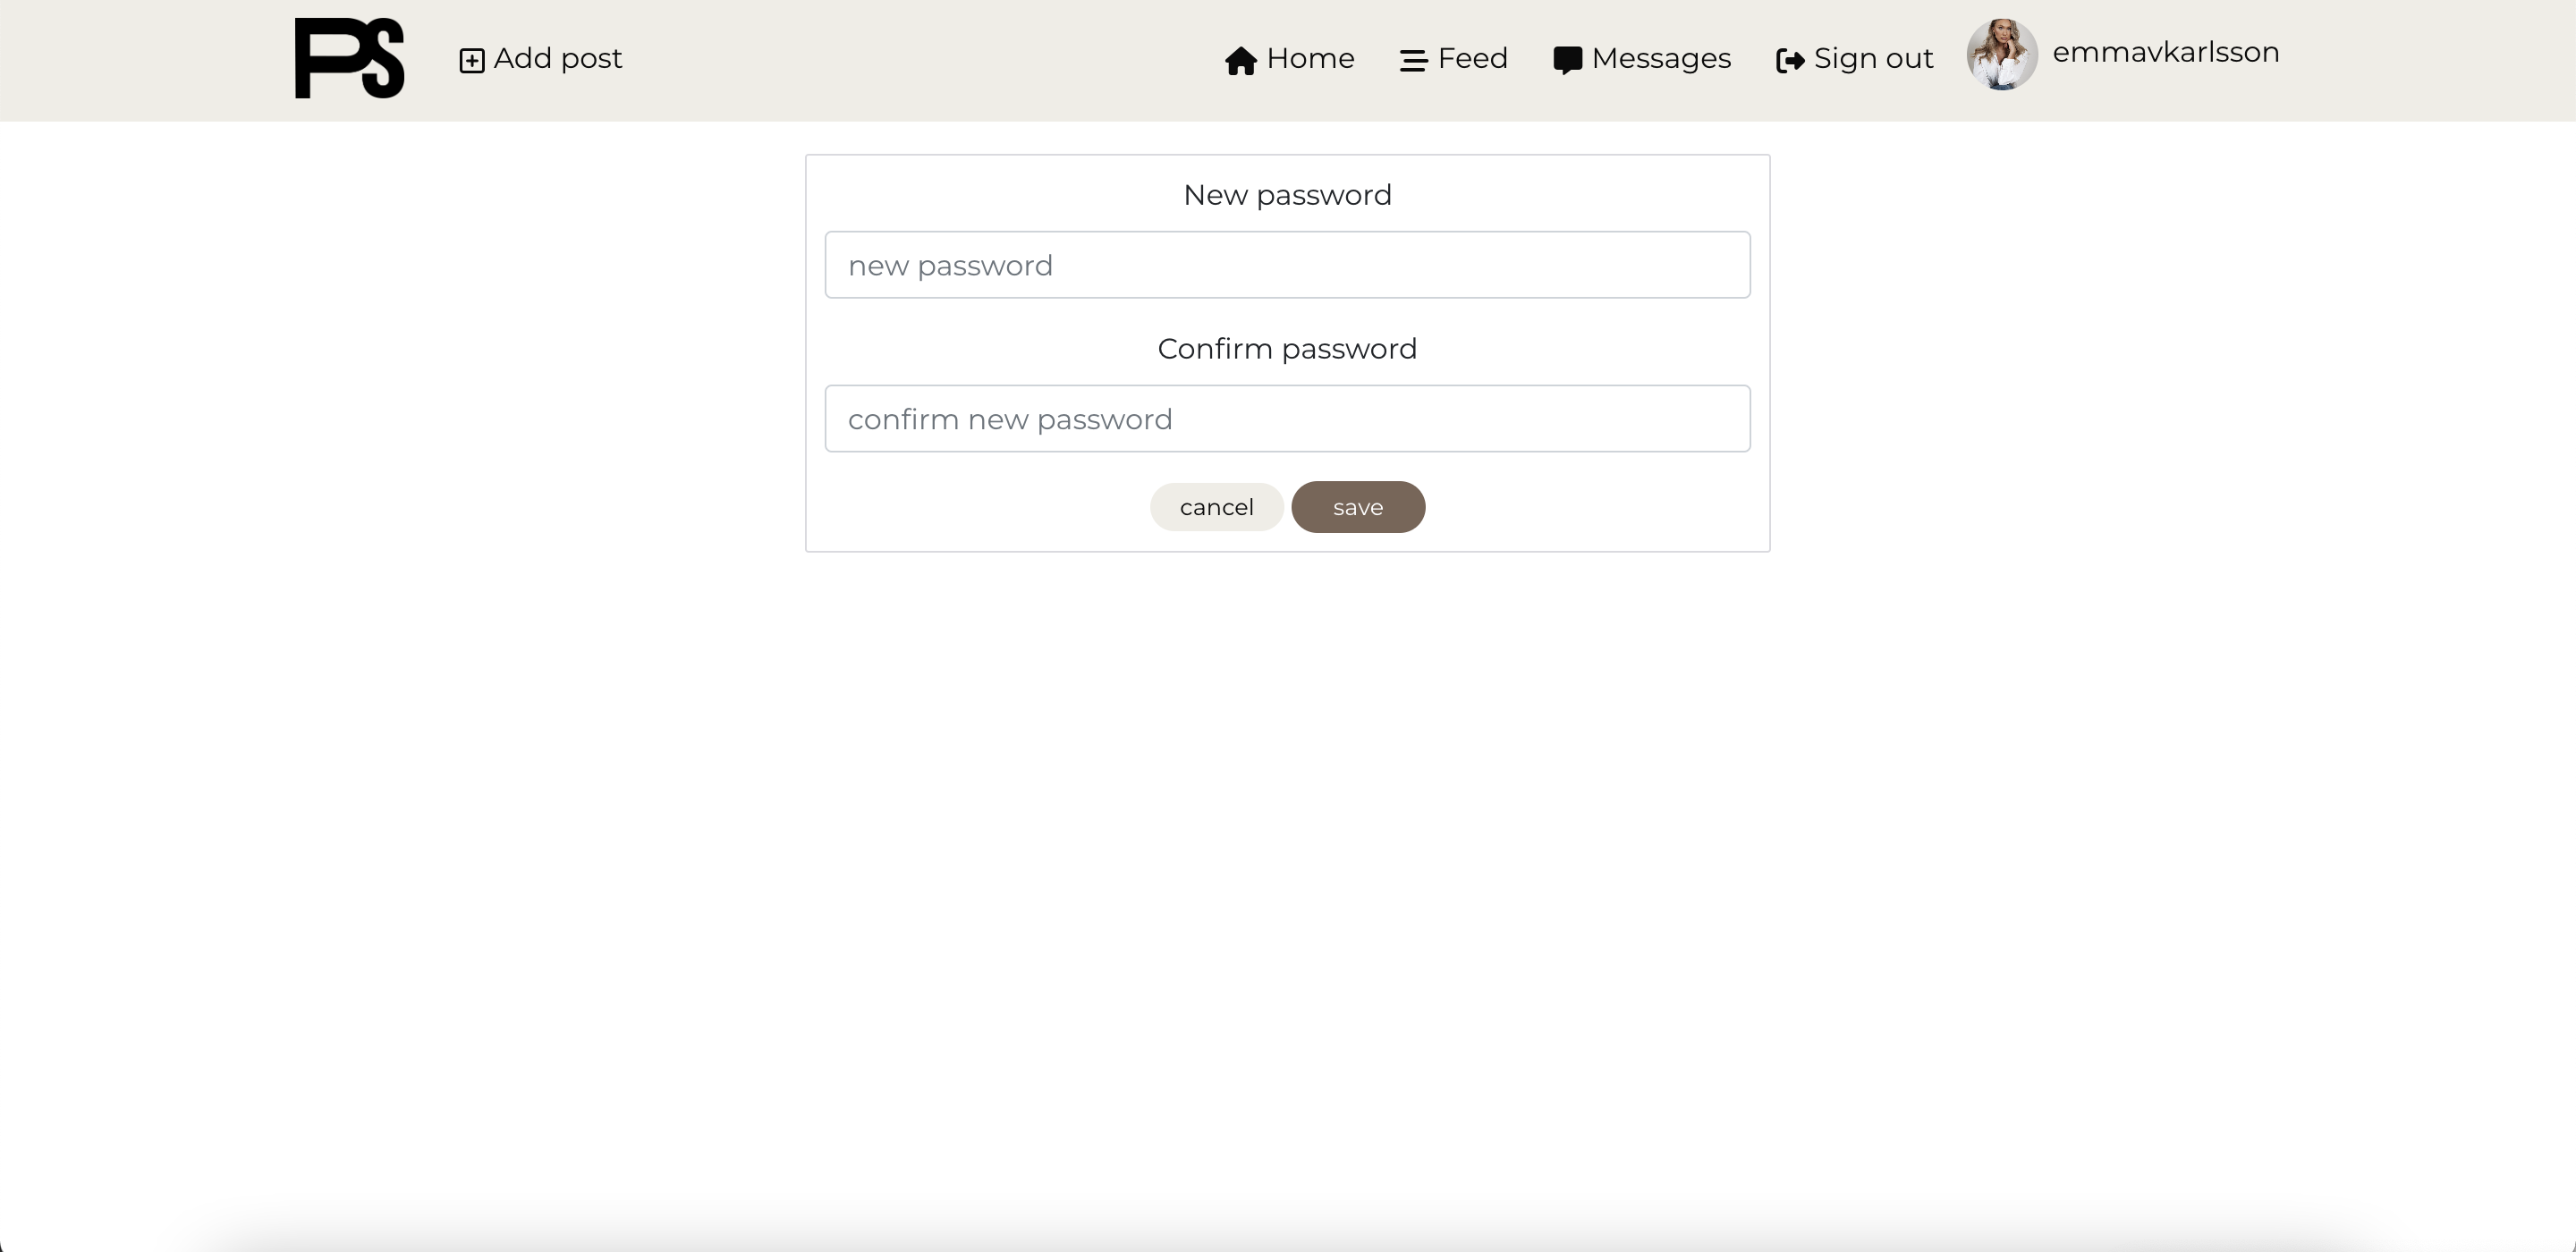 PS
Add post
Home
Feed
Messages
Sign out
emmavkarlsson
New password
new password
Confirm password
confirm new password
cancel
save